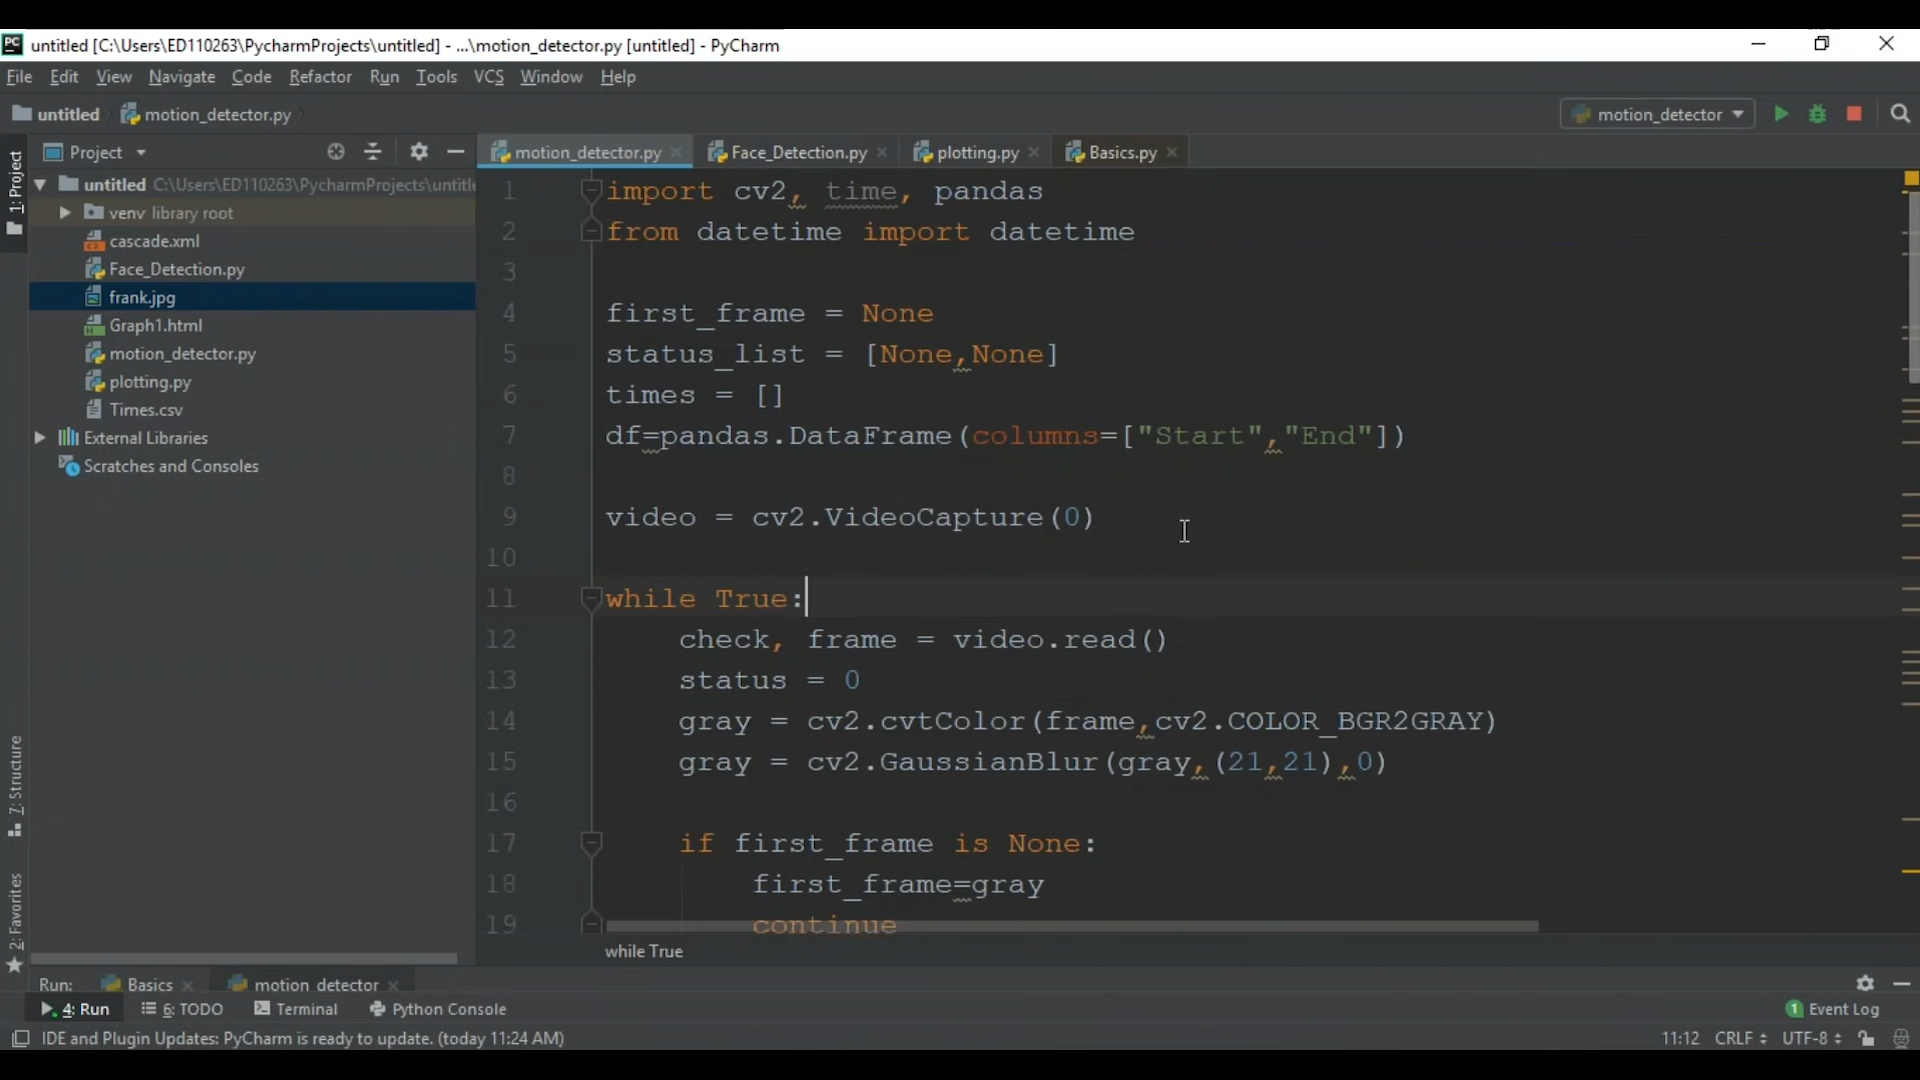 untitled [C:\Users\ED110263\PycharmProjects\untitled] - ...\motion_detector.py [untitled] - PyCharm
File Edit View Navigate Code Refactor Run Tools VCS Window Help
untitled motion_detector.py motion_detector
Project motion_detector.py Face_Detection.py plotting.py Basics.py
1: Project
untitled C:\Users\ED110263\PycharmProjects\untitle
venv library root
cascade.xml
Face_Detection.py
frank.jpg
Graph1.html
motion_detector.py
plotting.py
Times.csv
External Libraries
Scratches and Consoles
7: Structure
2: Favorites
1 import cv2, time, pandas
2 from datetime import datetime
3
4 first_frame = None
5 status_list = [None,None]
6 times = []
7 df=pandas.DataFrame(columns=["Start","End"])
8
9 video = cv2.VideoCapture(0)
10
11 while True:
12 check, frame = video.read()
13 status = 0
14 gray = cv2.cvtColor(frame,cv2.COLOR_BGR2GRAY)
15 gray = cv2.GaussianBlur(gray,(21,21),0)
16
17 if first_frame is None:
18 first_frame=gray
19 continue
while True
Run: Basics motion_detector
4: Run 6: TODO Terminal Python Console 1 Event Log
IDE and Plugin Updates: PyCharm is ready to update. (today 11:24 AM) 11:12 CRLF UTF-8